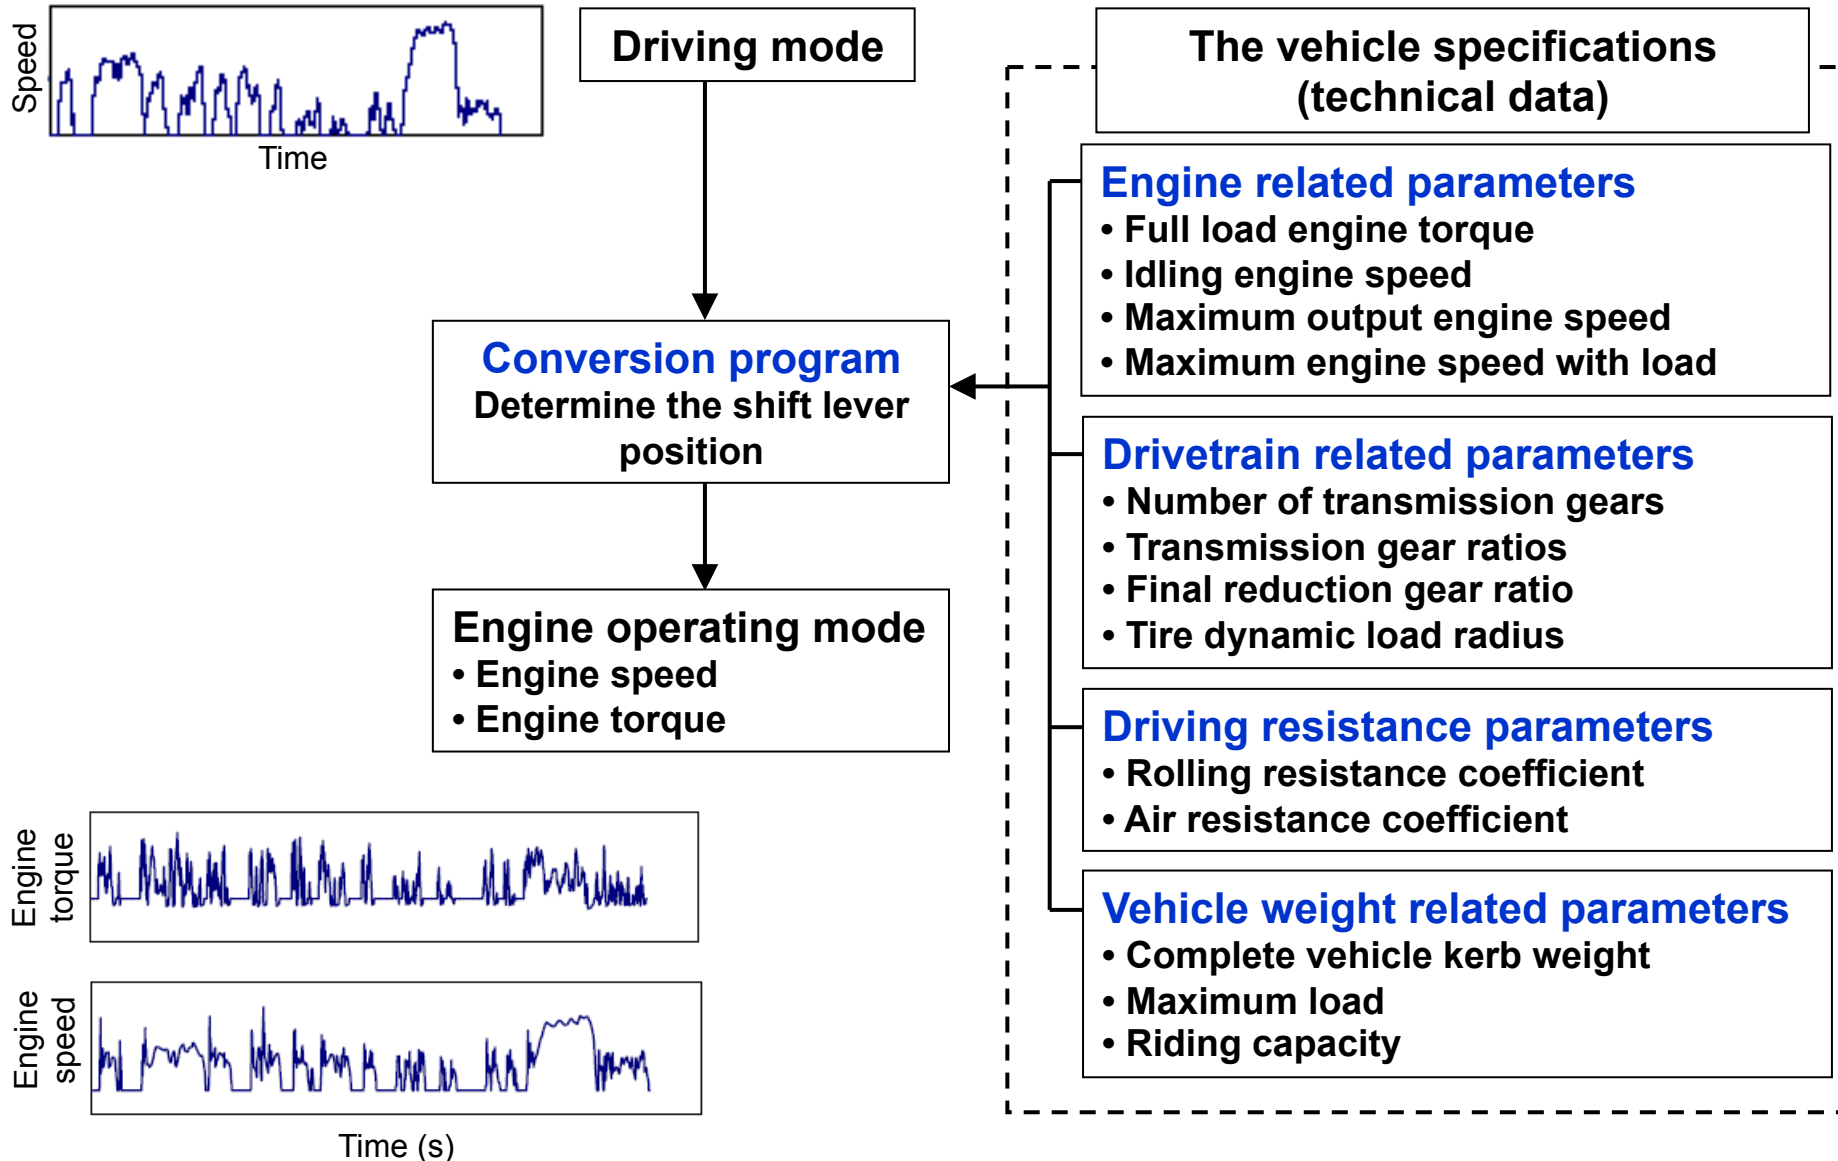 Speed
Time
Driving mode
Conversion program
Determine the shift lever
position
Engine operating mode
• Engine speed
• Engine torque
Engine
torque
Engine
speed
Time (s)
The vehicle specifications
(technical data)
Engine related parameters
• Full load engine torque
• Idling engine speed
• Maximum output engine speed
• Maximum engine speed with load
Drivetrain related parameters
• Number of transmission gears
• Transmission gear ratios
• Final reduction gear ratio
• Tire dynamic load radius
Driving resistance parameters
• Rolling resistance coefficient
• Air resistance coefficient
Vehicle weight related parameters
• Complete vehicle kerb weight
• Maximum load
• Riding capacity